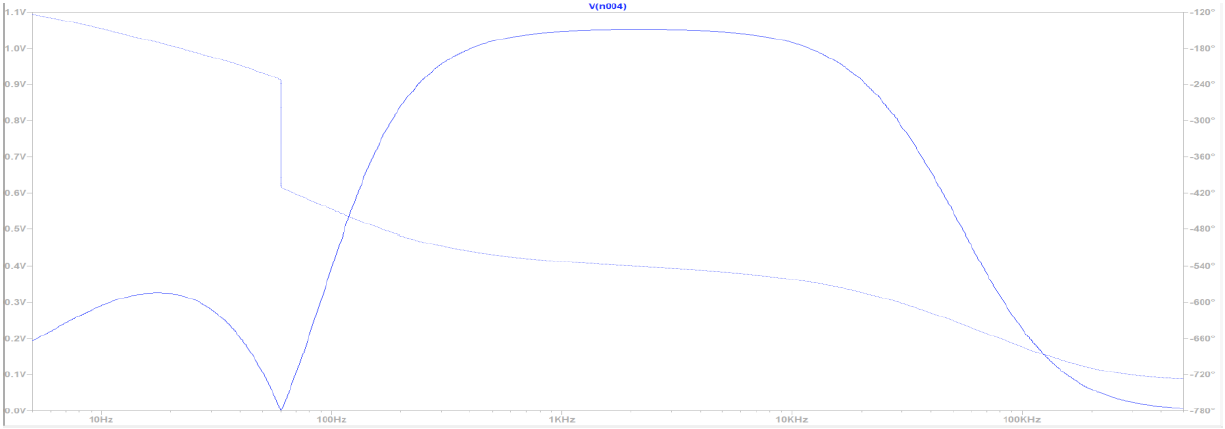 V(n004)
1.1V
1.0V
0.9V
0.8V
0.7V
0.6V
0.5V
0.4V
0.3V
0.2V
0.1V
0.0V
-120°
-180°
-240°
-300°
-360°
-420°
-480°
-540°
-600°
-660°
-720°
-780°
10Hz
100Hz
1KHz
10KHz
100KHz